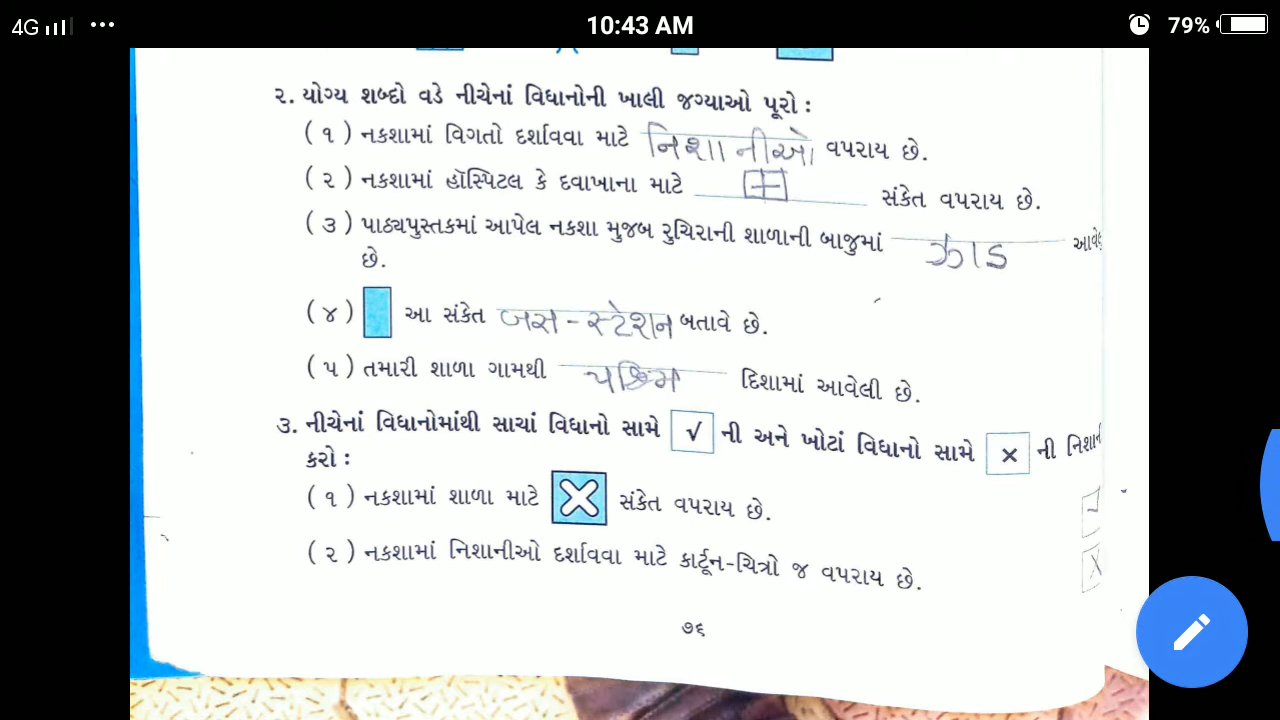 4G 10:43 AM 79%
૨. યોગ્ય શબ્દો વડે નીચેનાં વિધાનોની ખાલી જગ્યાઓ પૂરો :
(૧) નકશામાં વિગતો દર્શાવવા માટે નિશાનીઓ વપરાય છે.
(૨) નકશામાં હૉસ્પિટલ કે દવાખાના માટે સંકેત વપરાય છે.
(૩) પાઠ્યપુસ્તકમાં આપેલ નકશા મુજબ રુચિરાની શાળાની બાજુમાં ઝાડ
છે.
(૪) આ સંકેત બસ-સ્ટેશન બતાવે છે.
(૫) તમારી શાળા ગામથી પશ્ચિમ દિશામાં આવેલી છે.
૩. નીચેનાં વિધાનોમાંથી સાચાં વિધાનો સામે √ ની અને ખોટાં વિધાનો સામે × ની
કરો :
(૧) નકશામાં શાળા માટે સંકેત વપરાય છે.
(૨) નકશામાં નિશાનીઓ દર્શાવવા માટે કાર્ટૂન-ચિત્રો જ વપરાય છે.
૭૬